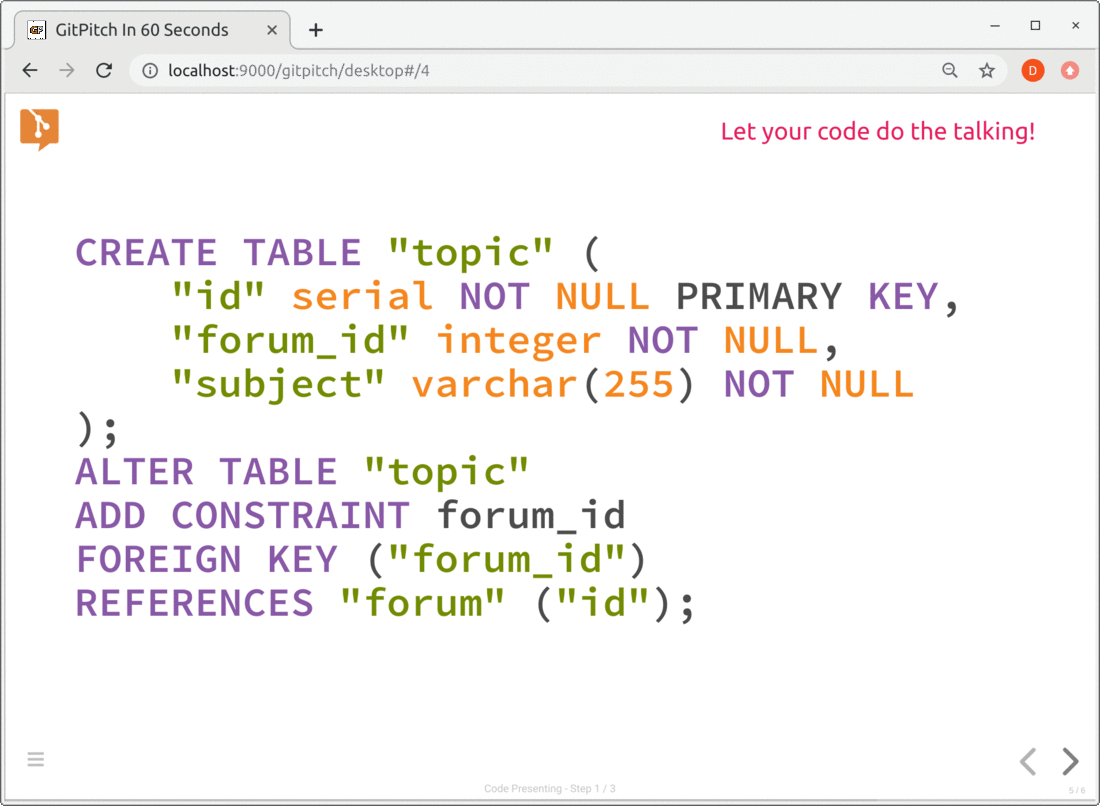 GitPitch In 60 Seconds
localhost:9000/gitpitch/desktop#/4
D
Let your code do the talking!
CREATE TABLE "topic" (
    "id" serial NOT NULL PRIMARY KEY,
    "forum_id" integer NOT NULL,
    "subject" varchar(255) NOT NULL
);
ALTER TABLE "topic"
ADD CONSTRAINT forum_id
FOREIGN KEY ("forum_id")
REFERENCES "forum" ("id");
Code Presenting - Step 1 / 3
5 / 6